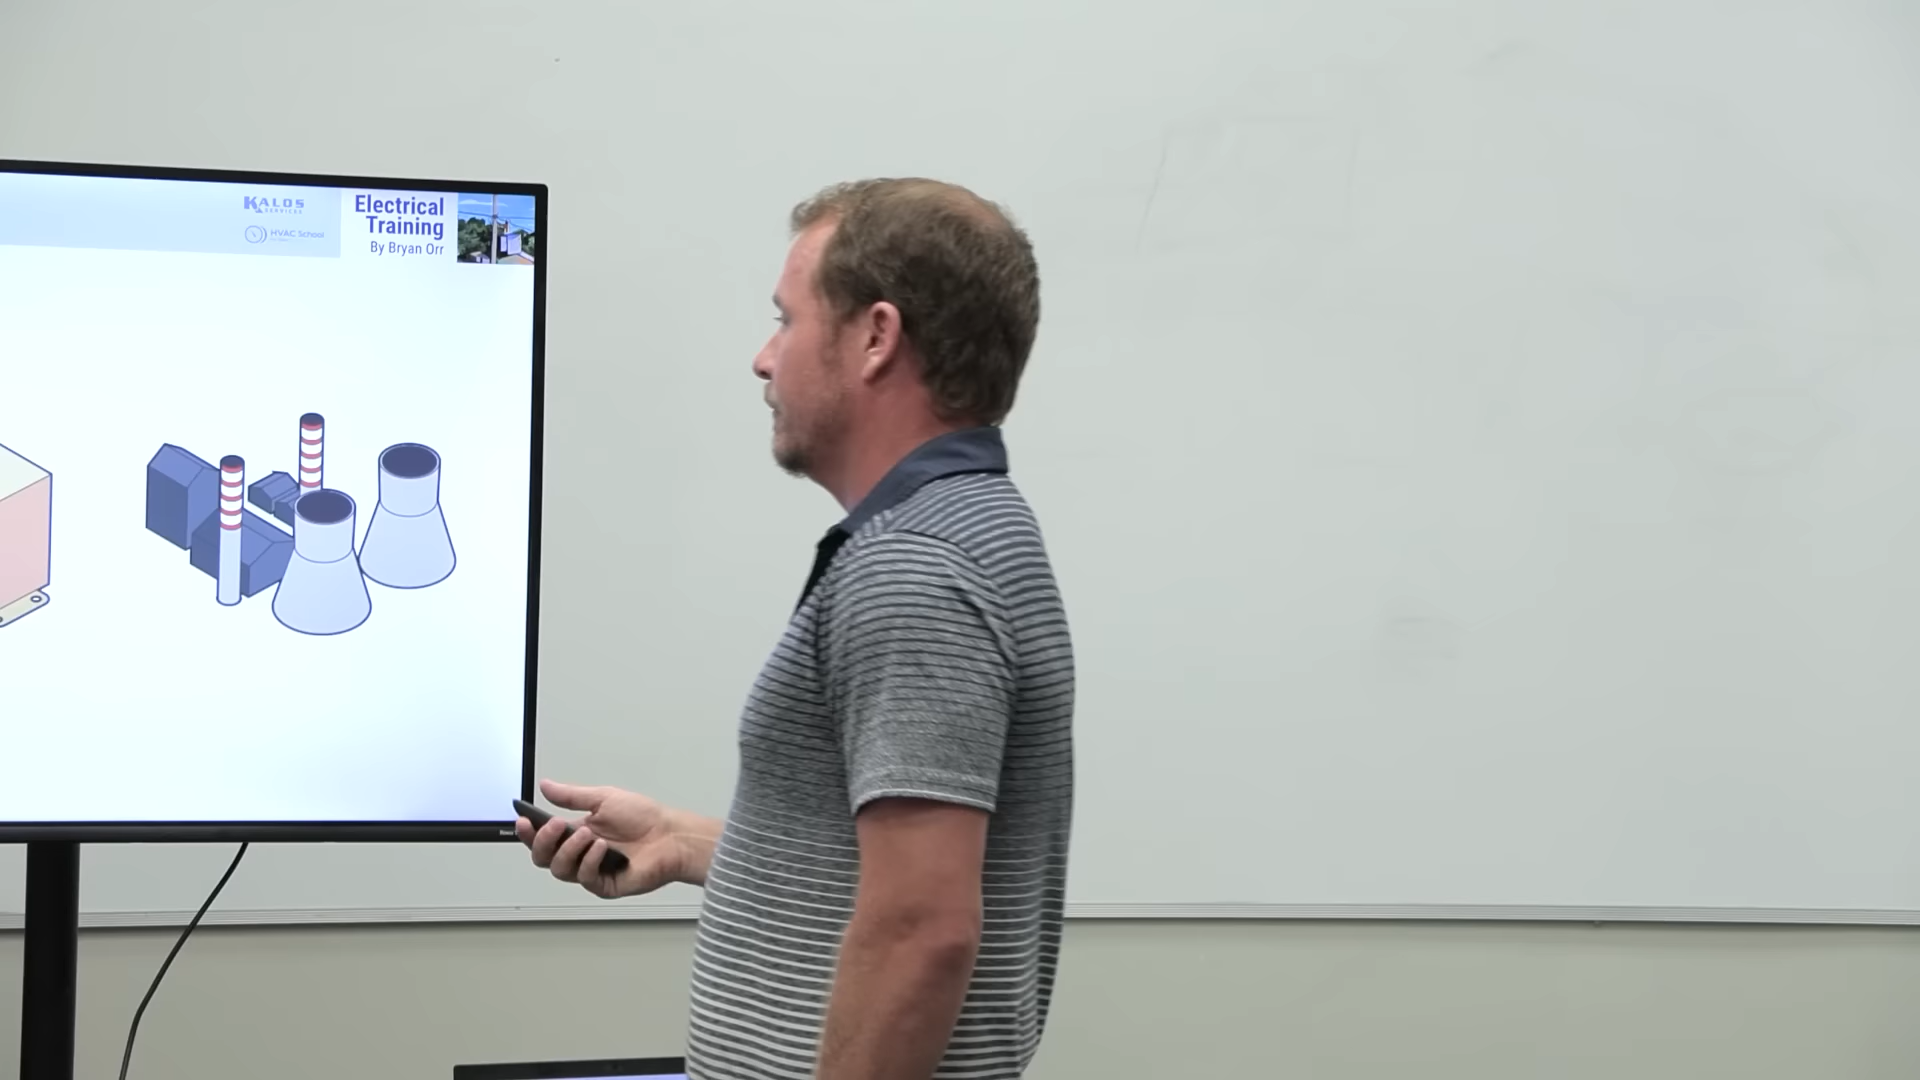 KALOS
SERVICES
HVAC School
Electrical
Training
By Bryan Orr